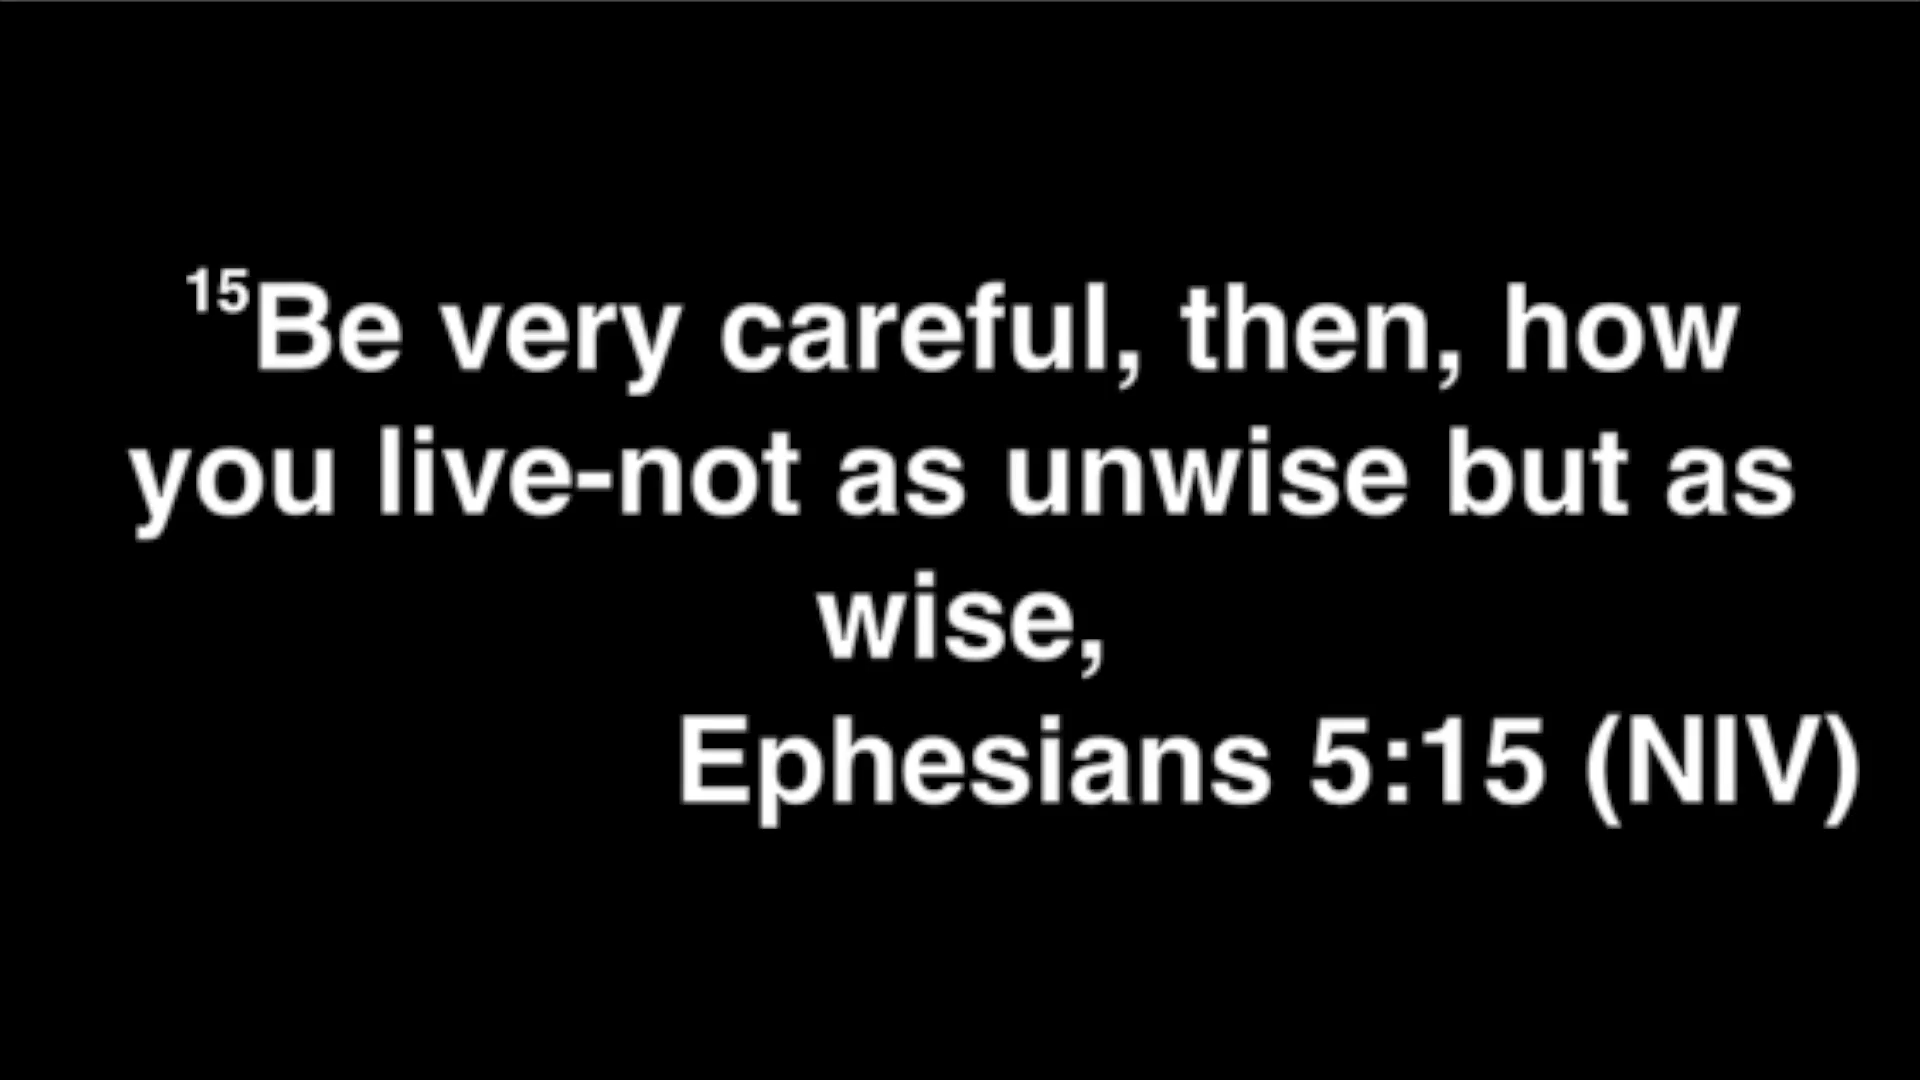 15Be very careful, then, how
you live-not as unwise but as
wise,
Ephesians 5:15 (NIV)